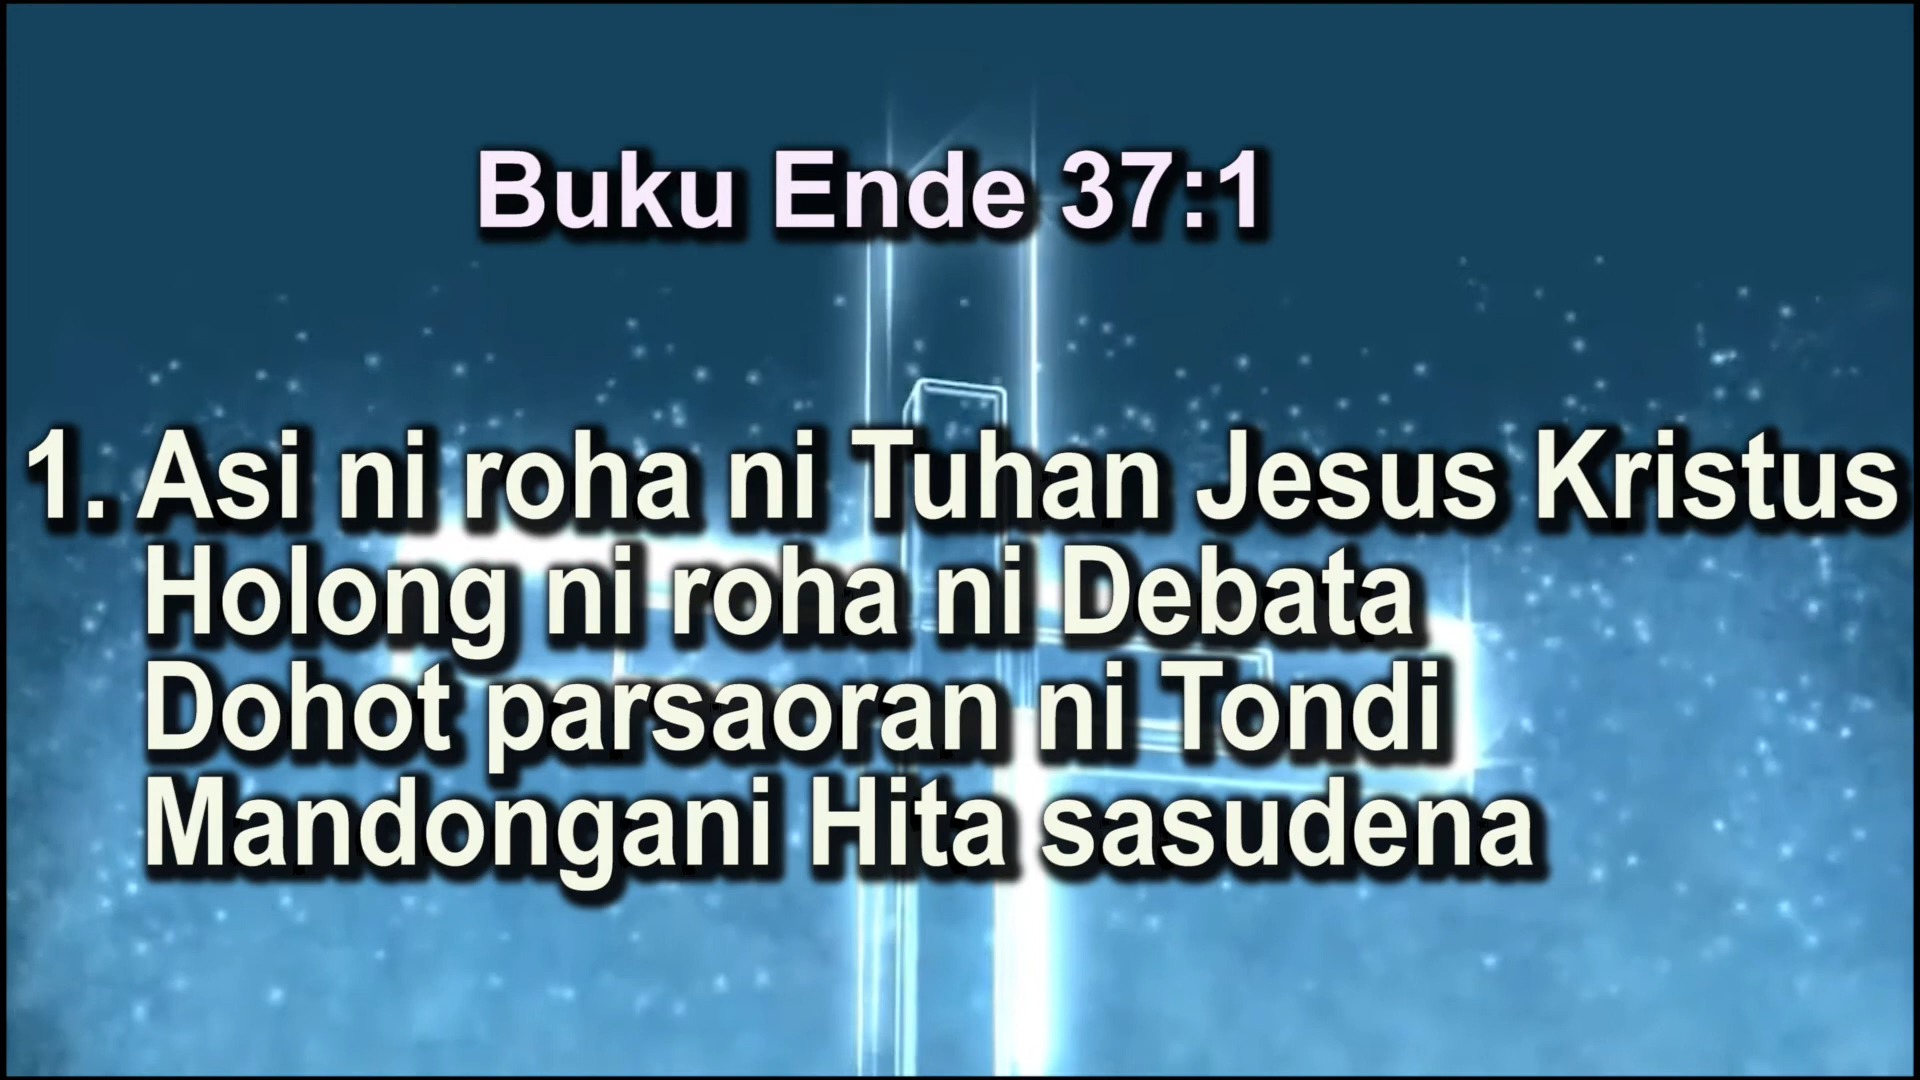 Buku Ende 37:1
1. Asi ni roha ni Tuhan Jesus Kristus
Holong ni roha ni Debata
Dohot parsaoran ni Tondi
Mandongani Hita sasudena